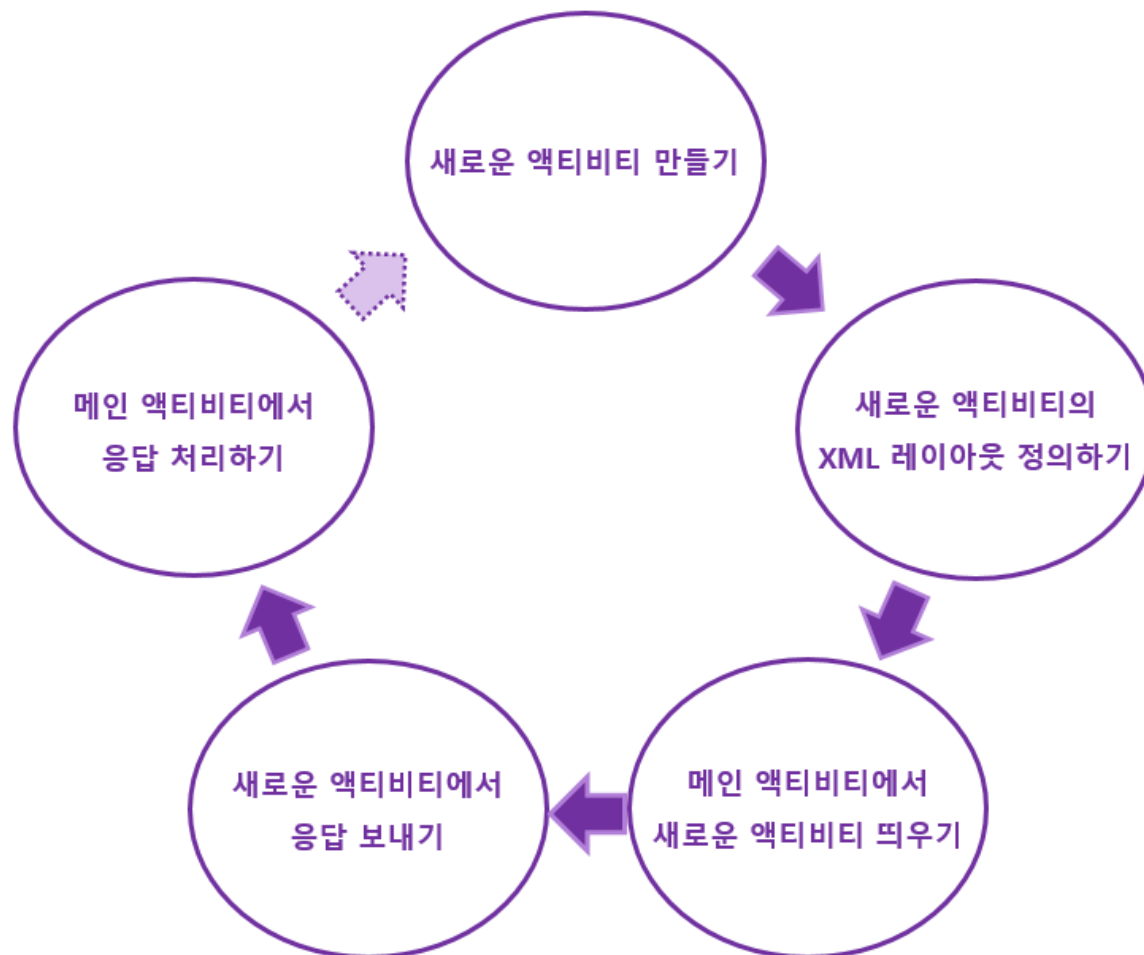 새로운 액티비티 만들기
새로운 액티비티의
XML 레이아웃 정의하기
메인 액티비티에서
새로운 액티비티 띄우기
새로운 액티비티에서
응답 보내기
메인 액티비티에서
응답 처리하기